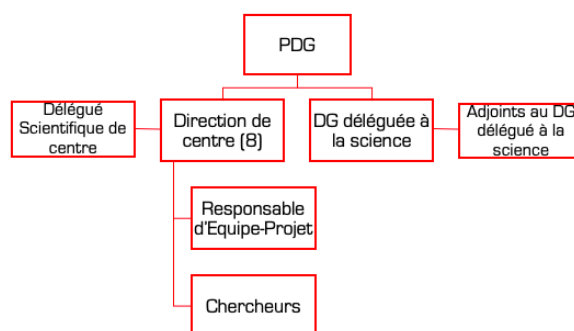 PDG
Délégué
Scientifique de
centre
Direction de
centre (8)
DG déléguée à
la science
Adjoints au DG
délégué à la
science
Responsable
d'Equipe-Projet
Chercheurs